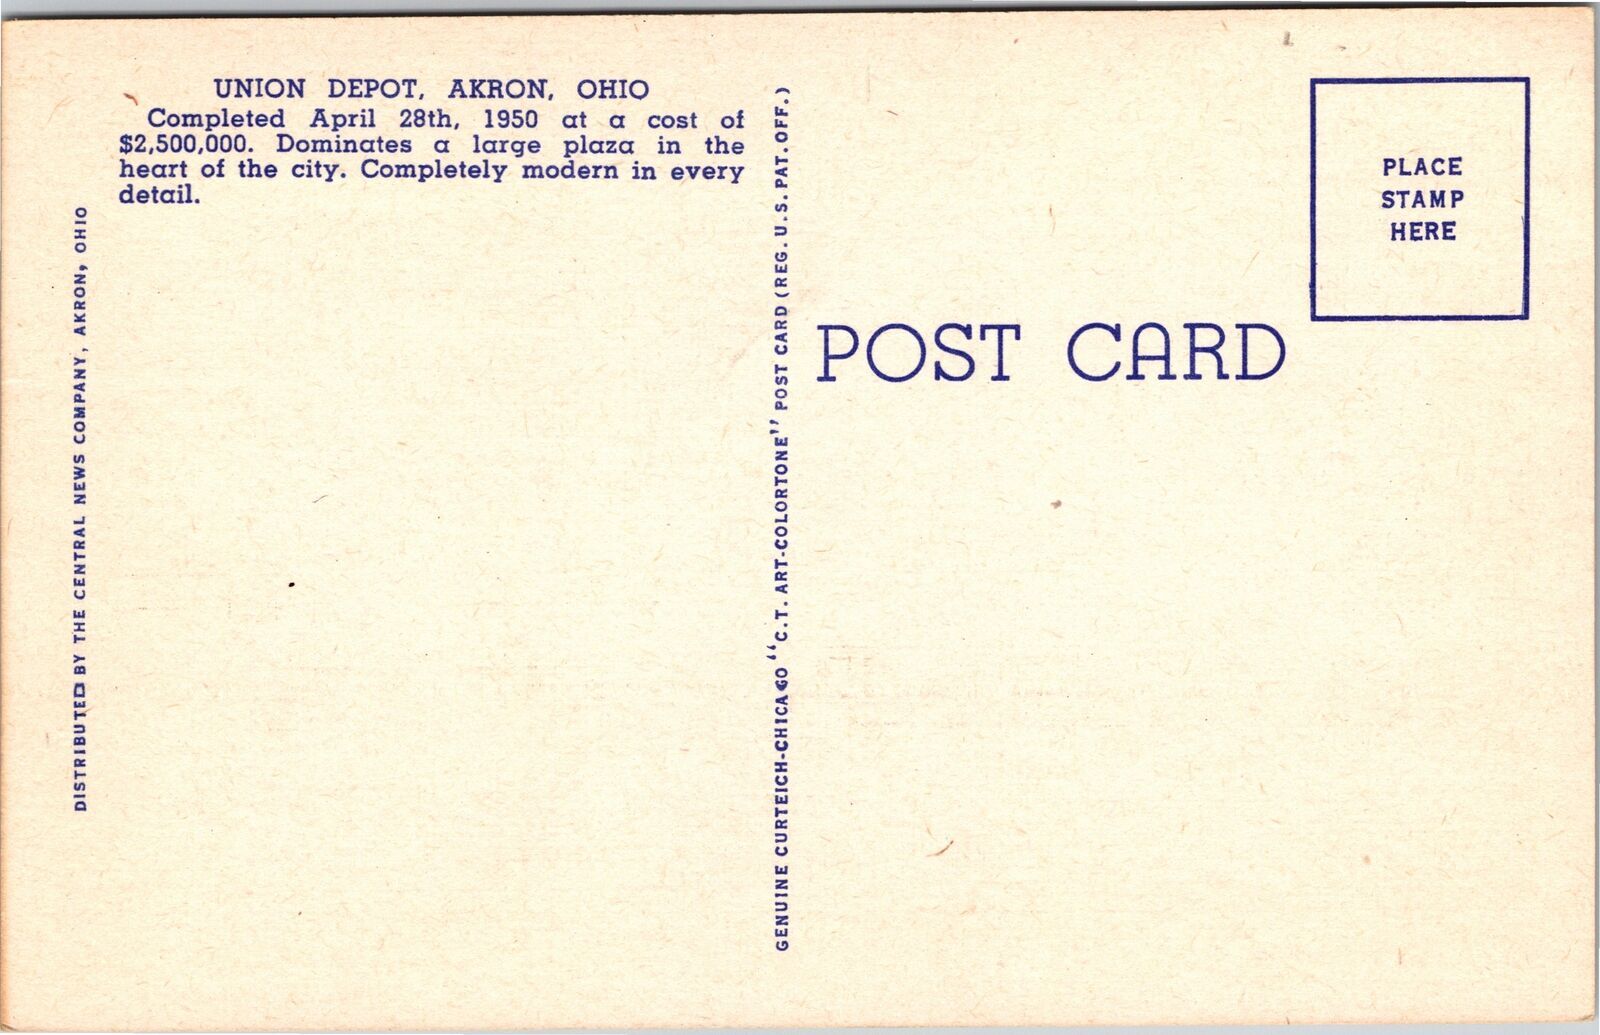 UNION DEPOT, AKRON, OHIO
Completed April 28th, 1950 at a cost of
$2,500,000. Dominates a large plaza in the
heart of the city. Completely modern in every
detail.
DISTRIBUTED BY THE CENTRAL NEWS COMPANY, AKRON, OHIO
GENUINE CURTEICH-CHICAGO "C.T. ART-COLORTONE" POST CARD (REG. U.S. PAT. OFF.)
POST CARD
PLACE
STAMP
HERE